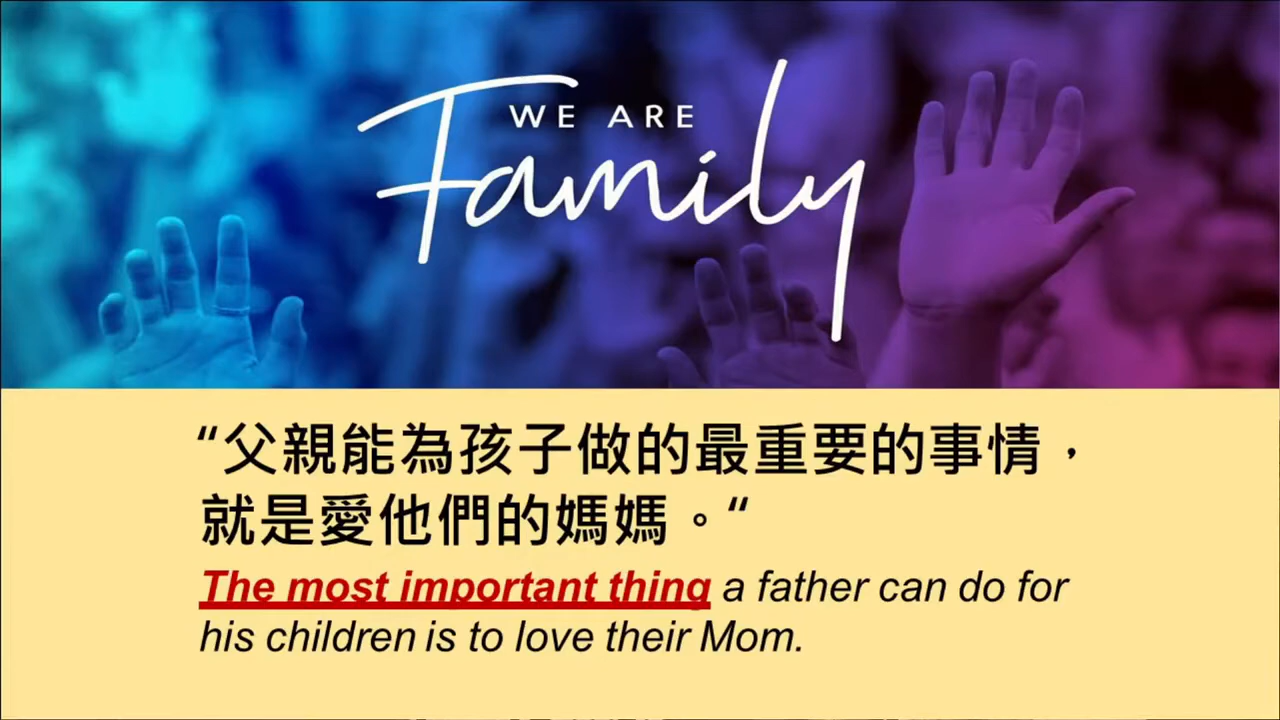 WE ARE
Family
“父親能為孩子做的最重要的事情，
就是愛他們的媽媽。“
The most important thing a father can do for
his children is to love their Mom.